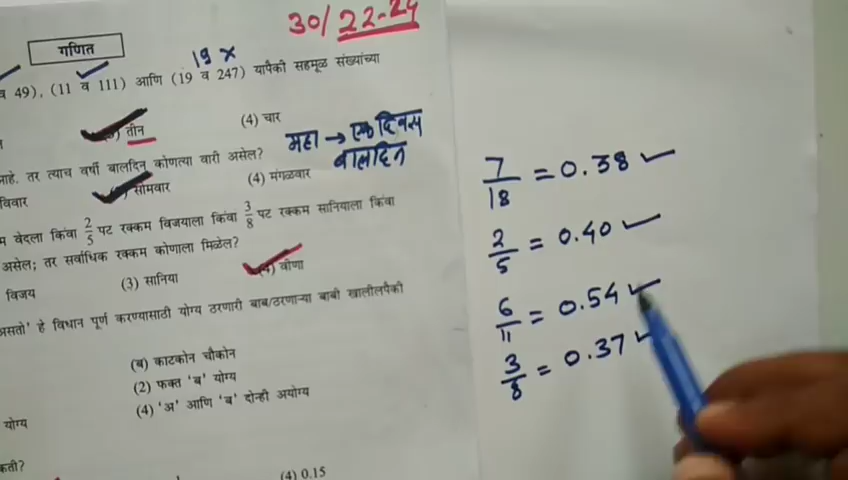 30/22-24
गणित
19 x
व 49), (11 व 111) आणि (19 व 247) यापैकी सहमूळ संख्यांच्या
तीन
(4) चार
महा → एक दिवस
बालदिन
आहे. तर त्याच वर्षी बालदिन कोणत्या वारी असेल?
विवार
सोमवार
(4) मंगळवार
म वेदला किंवा 2/5 पट रक्कम विजयाला किंवा 3/8 पट रक्कम सानियाला किंवा
असेल; तर सर्वाधिक रक्कम कोणाला मिळेल?
विजय
(3) सानिया
(4) वीणा
असतो' हे विधान पूर्ण करण्यासाठी योग्य ठरणारी बाब/ठरणाऱ्या बाबी खालीलपैकी
(ब) काटकोन चौकोन
(2) फक्त 'ब' योग्य
योग्य
(4) 'अ' आणि 'ब' दोन्ही अयोग्य
कती?
(4) 0.15
7/18 = 0.38
2/5 = 0.40
6/11 = 0.54
3/8 = 0.37